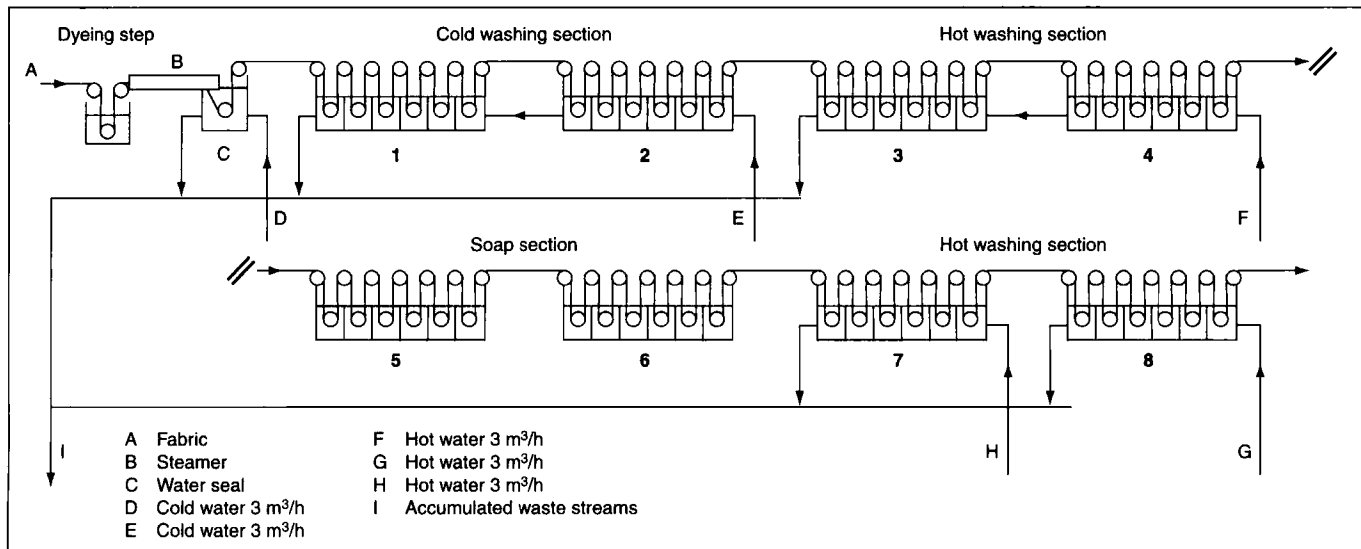 Dyeing step
Cold washing section
Hot washing section
A
B
C
1
2
3
4
D
E
F
Soap section
Hot washing section
5
6
7
8
I
H
G
A Fabric
B Steamer
C Water seal
D Cold water 3 m³/h
E Cold water 3 m³/h
F Hot water 3 m³/h
G Hot water 3 m³/h
H Hot water 3 m³/h
I Accumulated waste streams